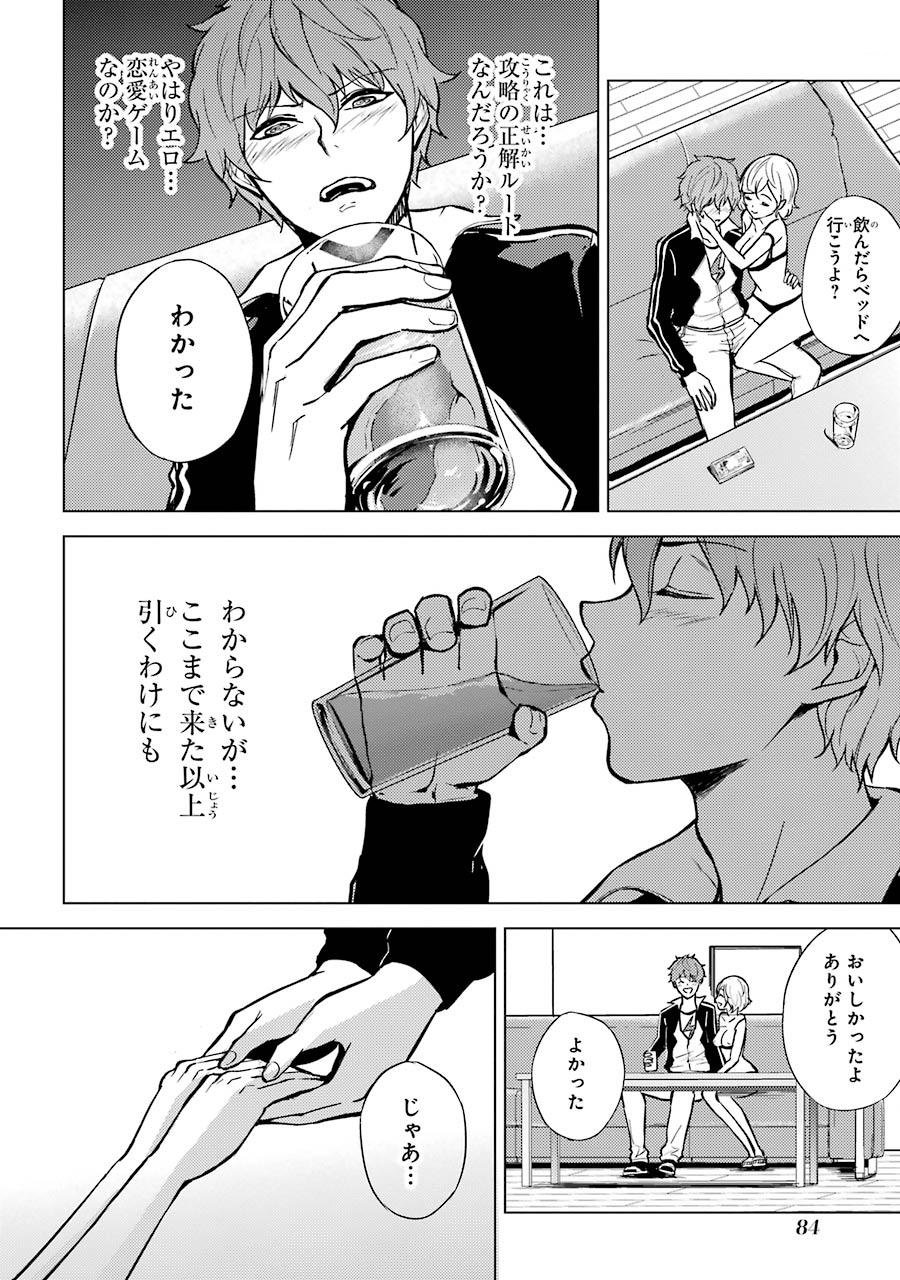 飲んだらベッドへ
行こうよ?
これは…
攻略の正解ルート
なんだろうか?
やはりエロ…
恋愛ゲーム
なのか?
わかった
わからないが…
ここまで来た以上
引くわけにも
おいしかったよ
ありがとう
よかった
じゃあ…
84